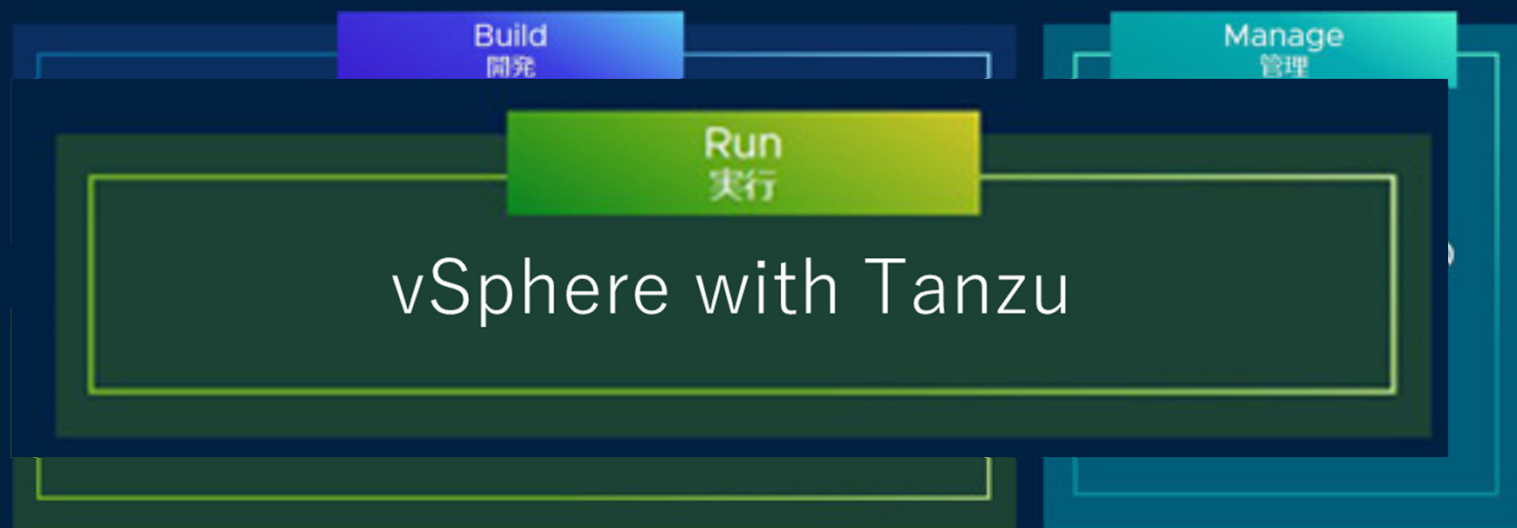 Build
開発
Manage
管理
Run
実行
vSphere with Tanzu